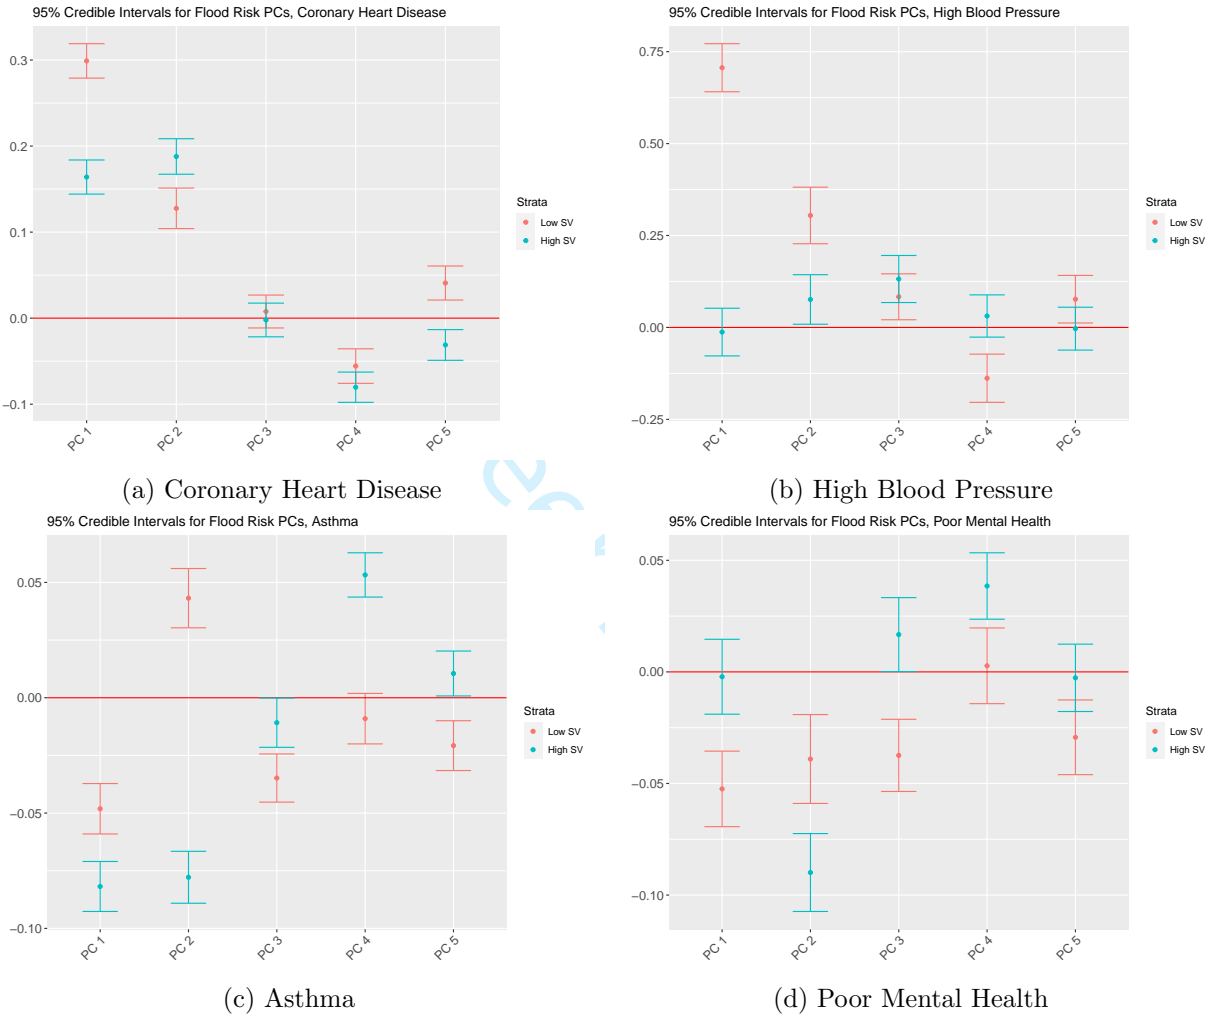 95% Credible Intervals for Flood Risk PCs, Coronary Heart Disease
0.3
0.2
0.1
0.0
−0.1
PC 1
PC 2
PC 3
PC 4
PC 5
Strata
Low SV
High SV
(a) Coronary Heart Disease
95% Credible Intervals for Flood Risk PCs, High Blood Pressure
0.75
0.50
0.25
0.00
−0.25
PC 1
PC 2
PC 3
PC 4
PC 5
Strata
Low SV
High SV
(b) High Blood Pressure
95% Credible Intervals for Flood Risk PCs, Asthma
0.05
0.00
−0.05
−0.10
PC 1
PC 2
PC 3
PC 4
PC 5
Strata
Low SV
High SV
(c) Asthma
95% Credible Intervals for Flood Risk PCs, Poor Mental Health
0.05
0.00
−0.05
−0.10
PC 1
PC 2
PC 3
PC 4
PC 5
Strata
Low SV
High SV
(d) Poor Mental Health